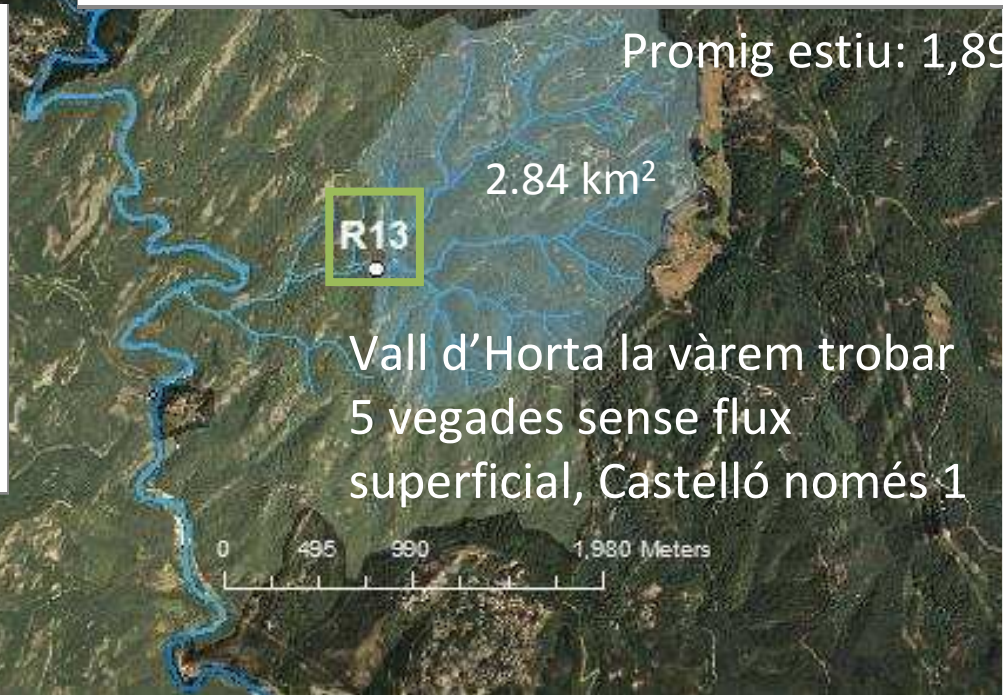 Promig estiu: 1,89
2.84 km²
R13
Vall d’Horta la vàrem trobar
5 vegades sense flux
superficial, Castelló només 1
0 495 990 1,980 Meters